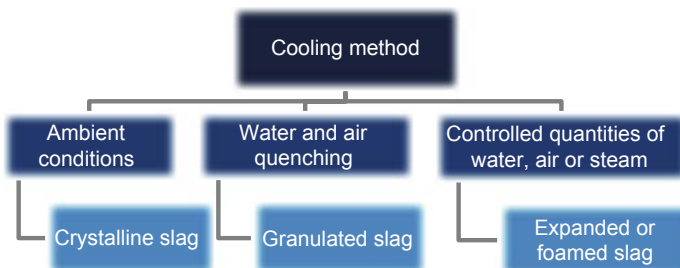 Cooling method
Ambient
conditions
Water and air
quenching
Controlled quantities of
water, air or steam
Crystalline slag
Granulated slag
Expanded or
foamed slag